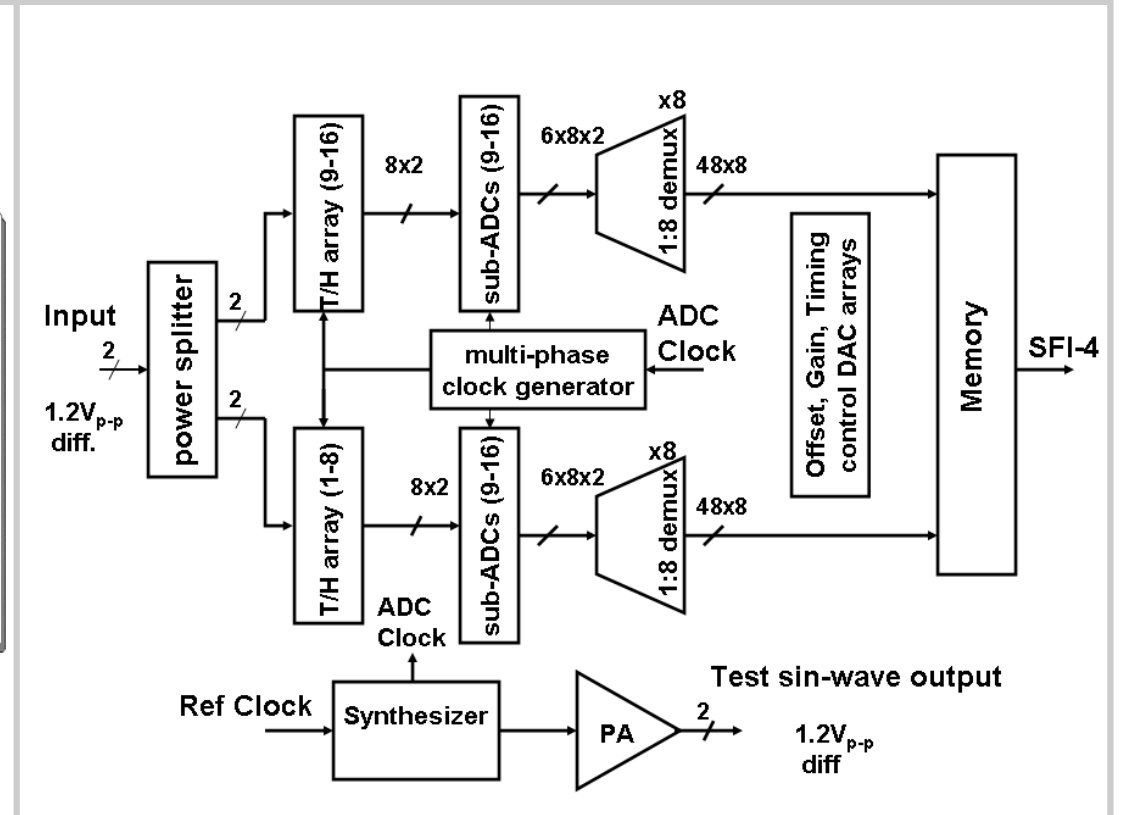 Input
2
1.2Vp-p
diff.
power splitter
2
2
T/H array (9-16)
T/H array (1-8)
8x2
8x2
sub-ADCs (9-16)
sub-ADCs (9-16)
multi-phase
clock generator
ADC
Clock
6x8x2
6x8x2
x8
1:8 demux
x8
1:8 demux
48x8
48x8
Offset, Gain, Timing
control DAC arrays
Memory
SFI-4
ADC
Clock
Ref Clock
Synthesizer
PA
2
Test sin-wave output
1.2Vp-p
diff